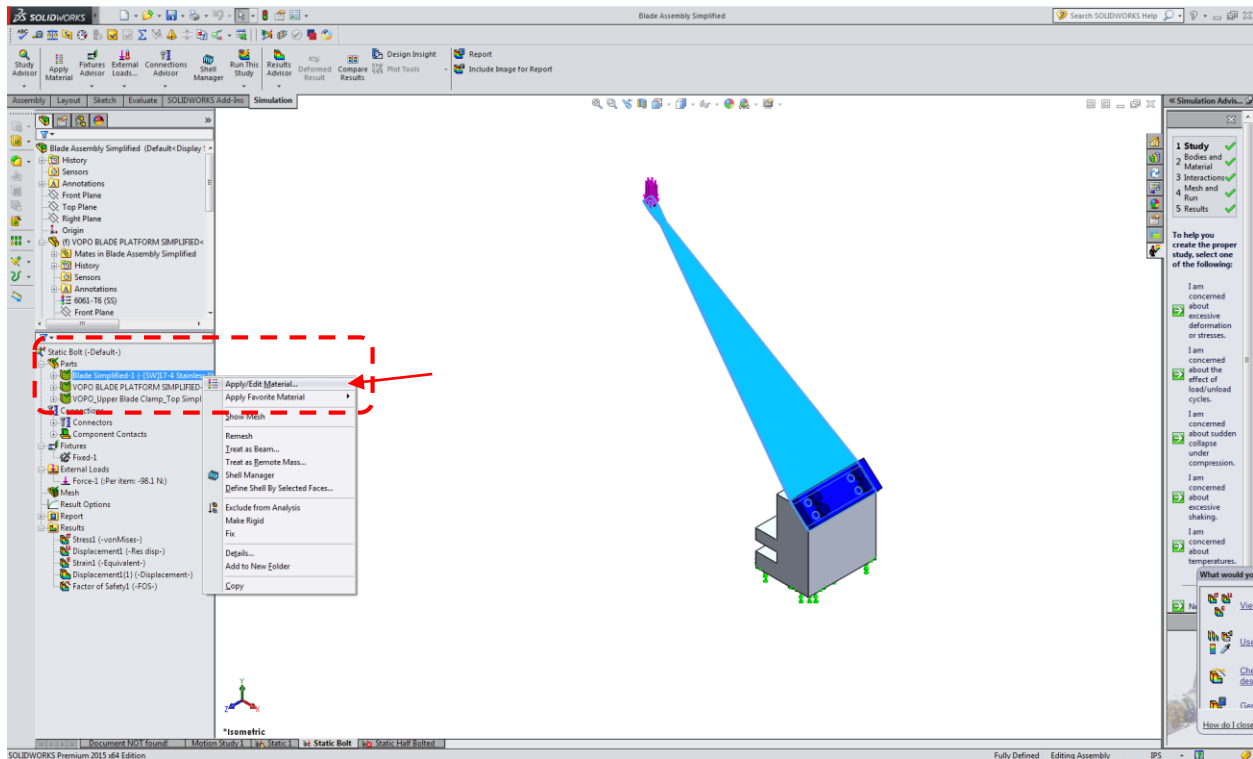 SOLIDWORKS
Blade Assembly Simplified
Search SOLIDWORKS Help
Study Advisor
Apply Material
Fixtures Advisor
External Loads...
Connections Advisor
Shell Manager
Run This Study
Results Advisor
Deformed Result
Compare Results
Design Insight
Plot Tools
Report
Include Image for Report
Assembly Layout Sketch Evaluate SOLIDWORKS Add-Ins Simulation
Simulation Advis...
Blade Assembly Simplified (Default<Display
History
Sensors
Annotations
Front Plane
Top Plane
Right Plane
Origin
(f) VOPO BLADE PLATFORM SIMPLIFIED<
Mates in Blade Assembly Simplified
History
Sensors
Annotations
6061-T6 (SS)
Front Plane
Static Bolt (-Default-)
Parts
Blade Simplified-1 (-[SW]17-4 Stainless
VOPO BLADE PLATFORM SIMPLIFIED-
VOPO_Upper Blade Clamp_Top Simpl
Connections
Connectors
Component Contacts
Fixtures
Fixed-1
External Loads
Force-1 (:Per item: -98.1 N:)
Mesh
Result Options
Report
Results
Stress1 (-vonMises-)
Displacement1 (-Res disp-)
Strain1 (-Equivalent-)
Displacement1(1) (-Displacement-)
Factor of Safety1 (-FOS-)
Apply/Edit Material...
Apply Favorite Material
Show Mesh
Remesh
Treat as Beam...
Treat as Remote Mass...
Shell Manager
Define Shell By Selected Faces...
Exclude from Analysis
Make Rigid
Fix
Details...
Add to New Folder
Copy
1 Study
2 Bodies and Material
3 Interactions
4 Mesh and Run
5 Results
To help you
create the proper
study, select one
of the following:
I am
concerned
about
excessive
deformation
or stresses.
I am
concerned
about the
effect of
load/unload
cycles.
I am
concerned
about sudden
collapse
under
compression.
I am
concerned
about
excessive
shaking.
I am
concerned
about
temperatures.
What would yo
Vie
Use
Che
des
Ge
How do I close
Y
Z
X
*Isometric
Document NOT found! Motion Study 1 Static 1 Static Bolt Static Half Bolted
SOLIDWORKS Premium 2015 x64 Edition
Fully Defined Editing Assembly IPS